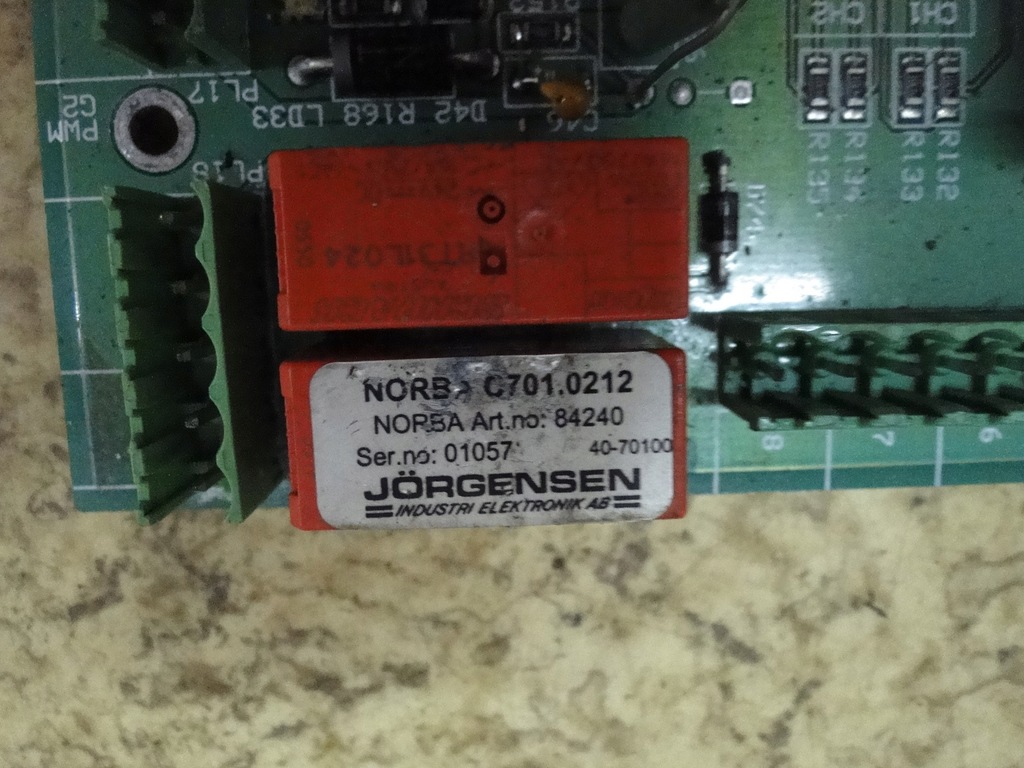 CH2
CH1
PL17
LD33
R168
D42
C46
PWM
G2
PL18
R135
R134
R133
R132
NORBA C701.0212
NORBA Art.no: 84240
Ser.no: 01057
40-70100
JÖRGENSEN
INDUSTRI ELEKTRONIK AB
8
7
6